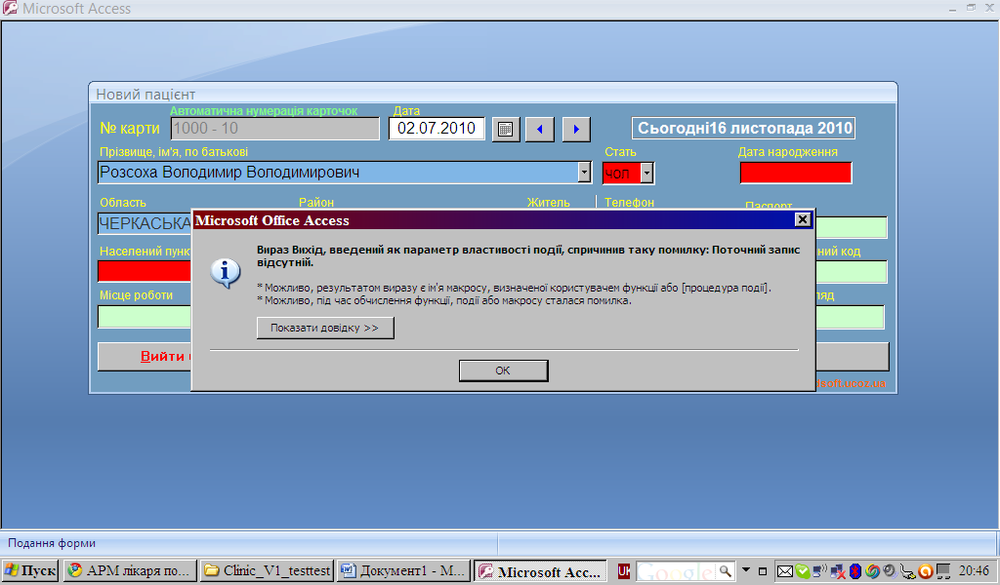 Microsoft Access
Новий пацієнт
Автоматична нумерація карточок
Дата
№ карти
1000 - 10
02.07.2010
Сьогодні16 листопада 2010
Прізвище, ім'я, по батькові
Стать
Дата народження
Розсоха Володимир Володимирович
чол
Область
Район
Житель
Телефон
Паспорт
ЧЕРКАСЬКА
Microsoft Office Access
Вираз Вихід, введений як параметр властивості події, спричинив таку помилку: Поточний запис
відсутній.
* Можливо, результатом виразу є ім'я макросу, визначеної користувачем функції або [процедура події].
* Можливо, під час обчислення функції, події або макросу сталася помилка.
Показати довідку >>
OK
Населений
код
Місце роботи
Вийти
soft.ucoz.ua
Подання форми
Пуск
АРМ лікаря по...
Clinic_V1_testtest
Документ1 - M...
Microsoft Acc...
UK
Google
20:46